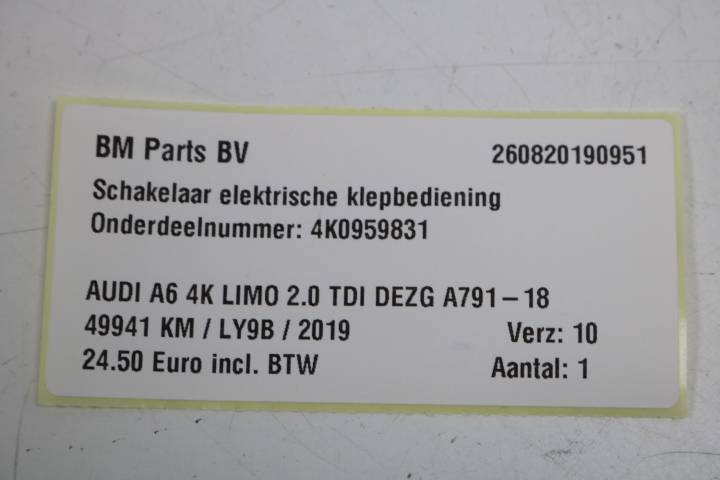 BM Parts BV 260820190951
Schakelaar elektrische klepbediening
Onderdeelnummer: 4K0959831
AUDI A6 4K LIMO 2.0 TDI DEZG A791-18
49941 KM / LY9B / 2019 Verz: 10
24.50 Euro incl. BTW Aantal: 1